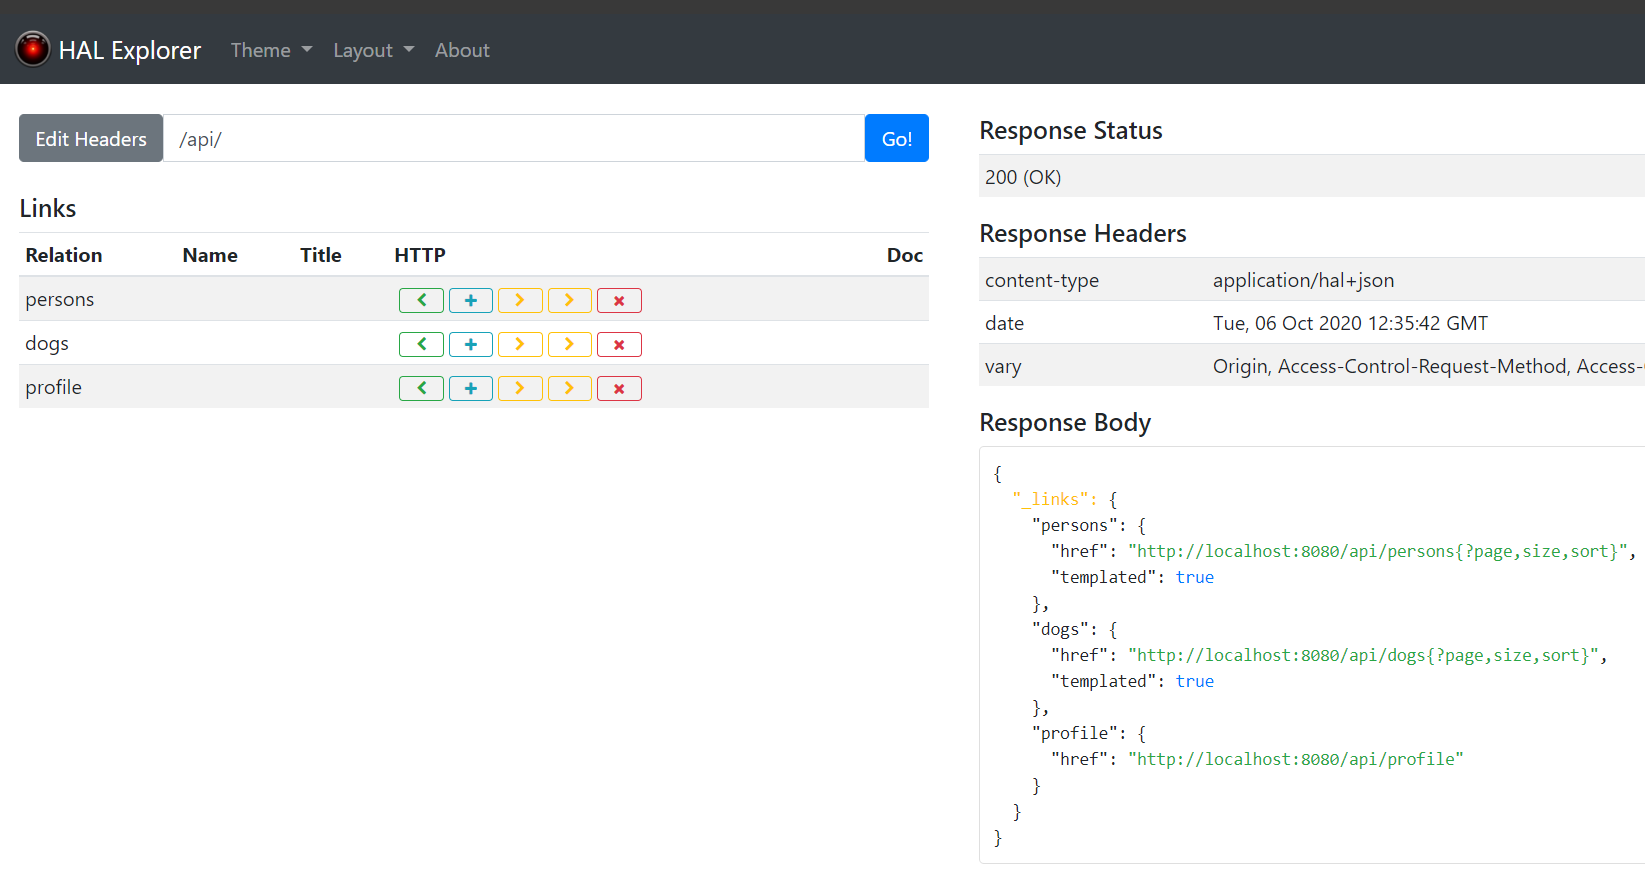 HAL Explorer Theme Layout About
Edit Headers /api/ Go!
Links
Relation Name Title HTTP Doc
persons
dogs
profile
Response Status
200 (OK)
Response Headers
content-type application/hal+json
date Tue, 06 Oct 2020 12:35:42 GMT
vary Origin, Access-Control-Request-Method, Access-
Response Body
{
  "_links": {
    "persons": {
      "href": "http://localhost:8080/api/persons{?page,size,sort}",
      "templated": true
    },
    "dogs": {
      "href": "http://localhost:8080/api/dogs{?page,size,sort}",
      "templated": true
    },
    "profile": {
      "href": "http://localhost:8080/api/profile"
    }
  }
}